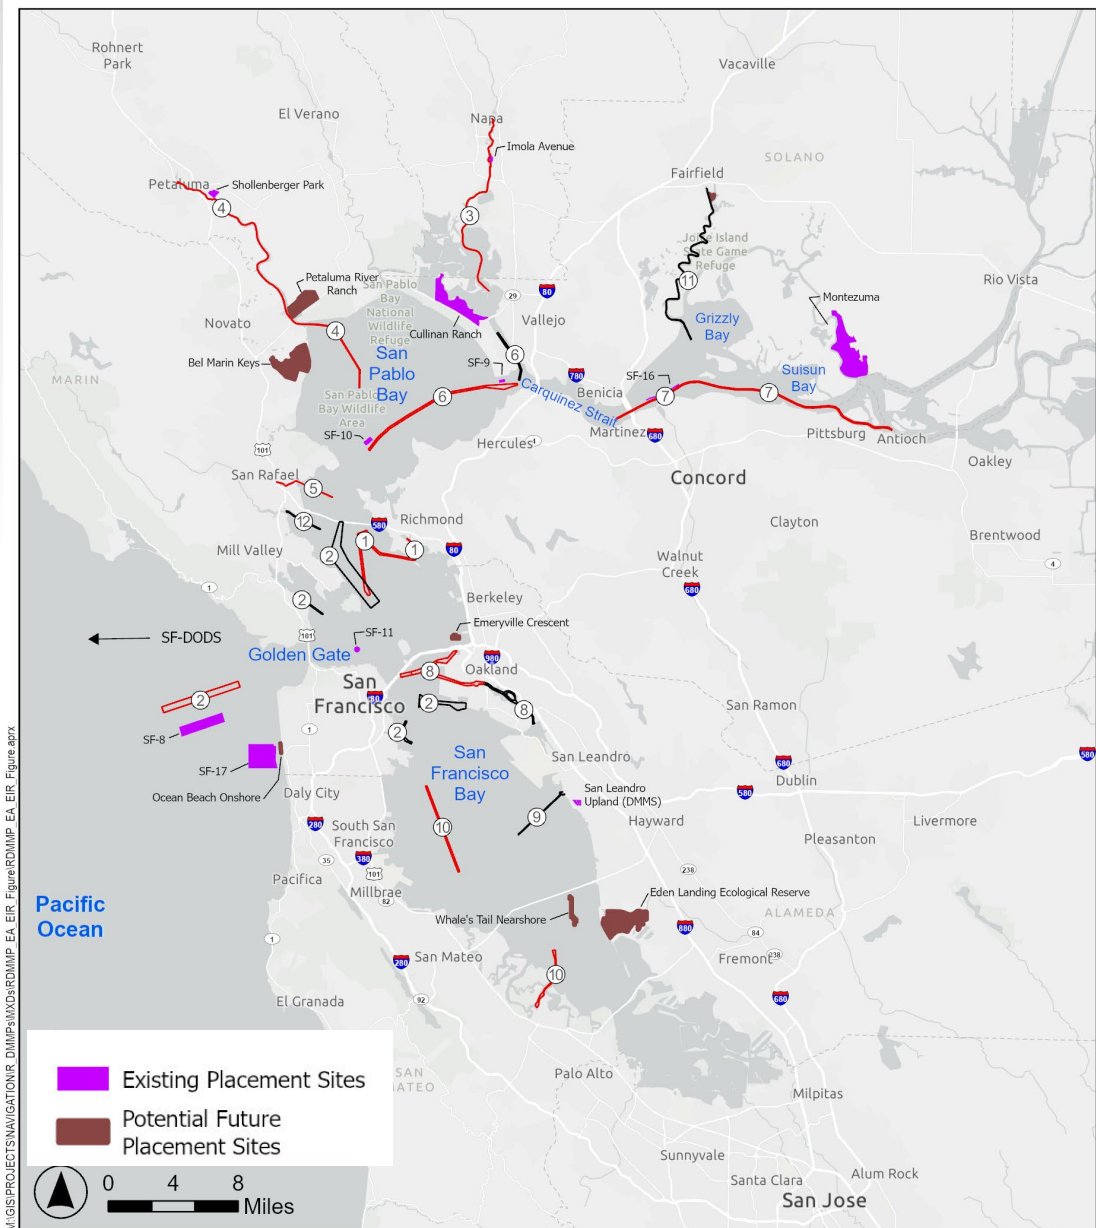 Rohnert
Park
Vacaville
El Verano
Napa
Imola Avenue
SOLANO
Fairfield
Petaluma
Shollenberger Park
4
3
Joice Island
State Game
Refuge
Petaluma River
Ranch
San Pablo
Bay
National
Wildlife
Refuge
11
Rio Vista
80
29
Montezuma
Novato
Cullinan Ranch
Vallejo
Grizzly
Bay
4
San
Pablo
Bay
6
SF-9
Bel Marin Keys
MARIN
780
SF-16
Suisun
Bay
San Pablo
Bay Wildlife
Area
6
Carquinez Strait
Benicia
7
7
SF-10
Hercules
4
Martinez
680
Pittsburg
Antioch
101
Oakley
San Rafael
Concord
5
12
580
Richmond
Clayton
Brentwood
Mill Valley
2
1
1
80
Walnut
Creek
4
1
680
2
Berkeley
Emeryville Crescent
SF-DODS
101
SF-11
Golden Gate
980
8
Oakland
San
Francisco
80
2
2
8
San Ramon
SF-8
1
2
San
Francisco
Bay
San Leandro
680
580
SF-17
Ocean Beach Onshore
Daly City
San Leandro
Upland (DMMS)
580
Dublin
9
280
South San
Francisco
10
Hayward
Livermore
Pleasanton
35
380
101
238
Pacifica
Millbrae
82
Eden Landing Ecological Reserve
Pacific
Ocean
Whale's Tail Nearshore
ALAMEDA
880
84
1
San Mateo
280
Fremont
238
10
El Granada
92
680
Existing Placement Sites
Potential Future
Placement Sites
SAN
MATEO
Palo Alto
Milpitas
Sunnyvale
Santa Clara
Alum Rock
San Jose
0 4 8
Miles
M:\GIS\PROJECTS\NAVIGATION\R_DMMPs\MXDs\RDMMP_EA_EIR_Figure\RDMMP_EA_EIR_Figure.aprx